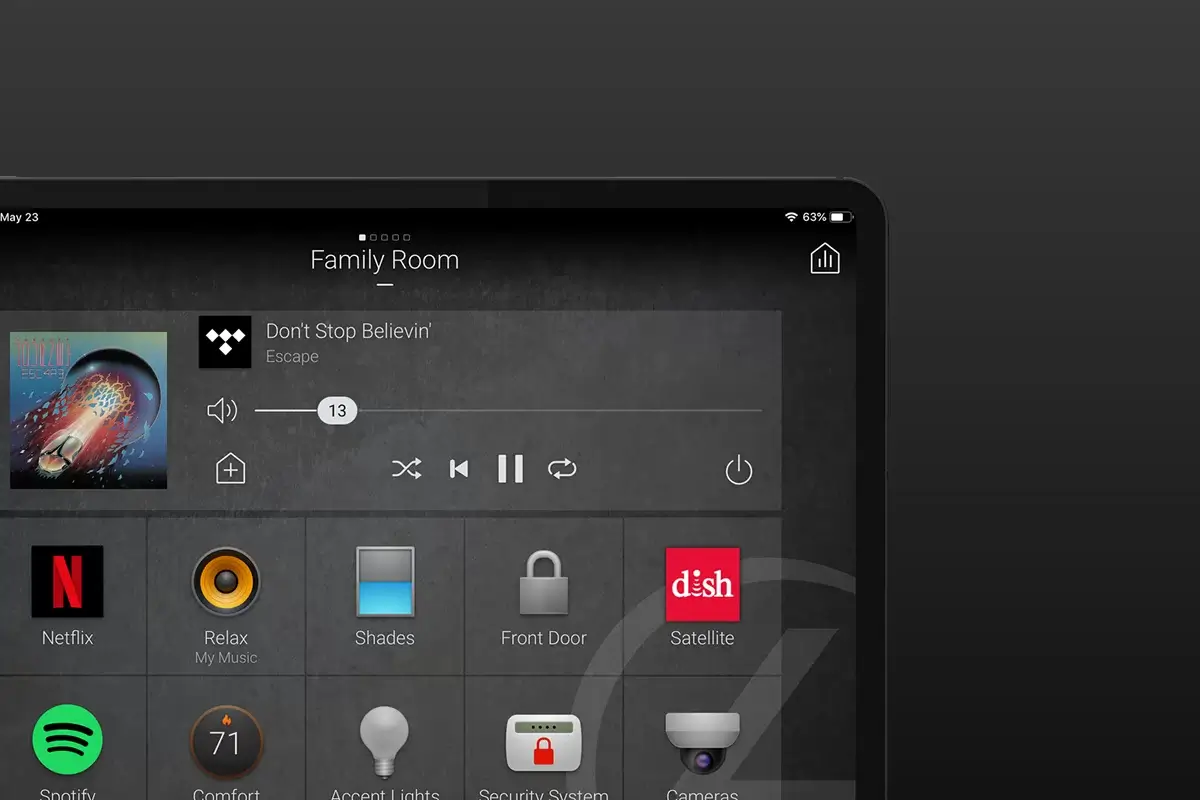 May 23
63%
Family Room
Don't Stop Believin'
Escape
13
N
dish
Netflix
Relax
Shades
Front Door
Satellite
My Music
71
Spotify
Comfort
Accent Lights
Security System
Cameras